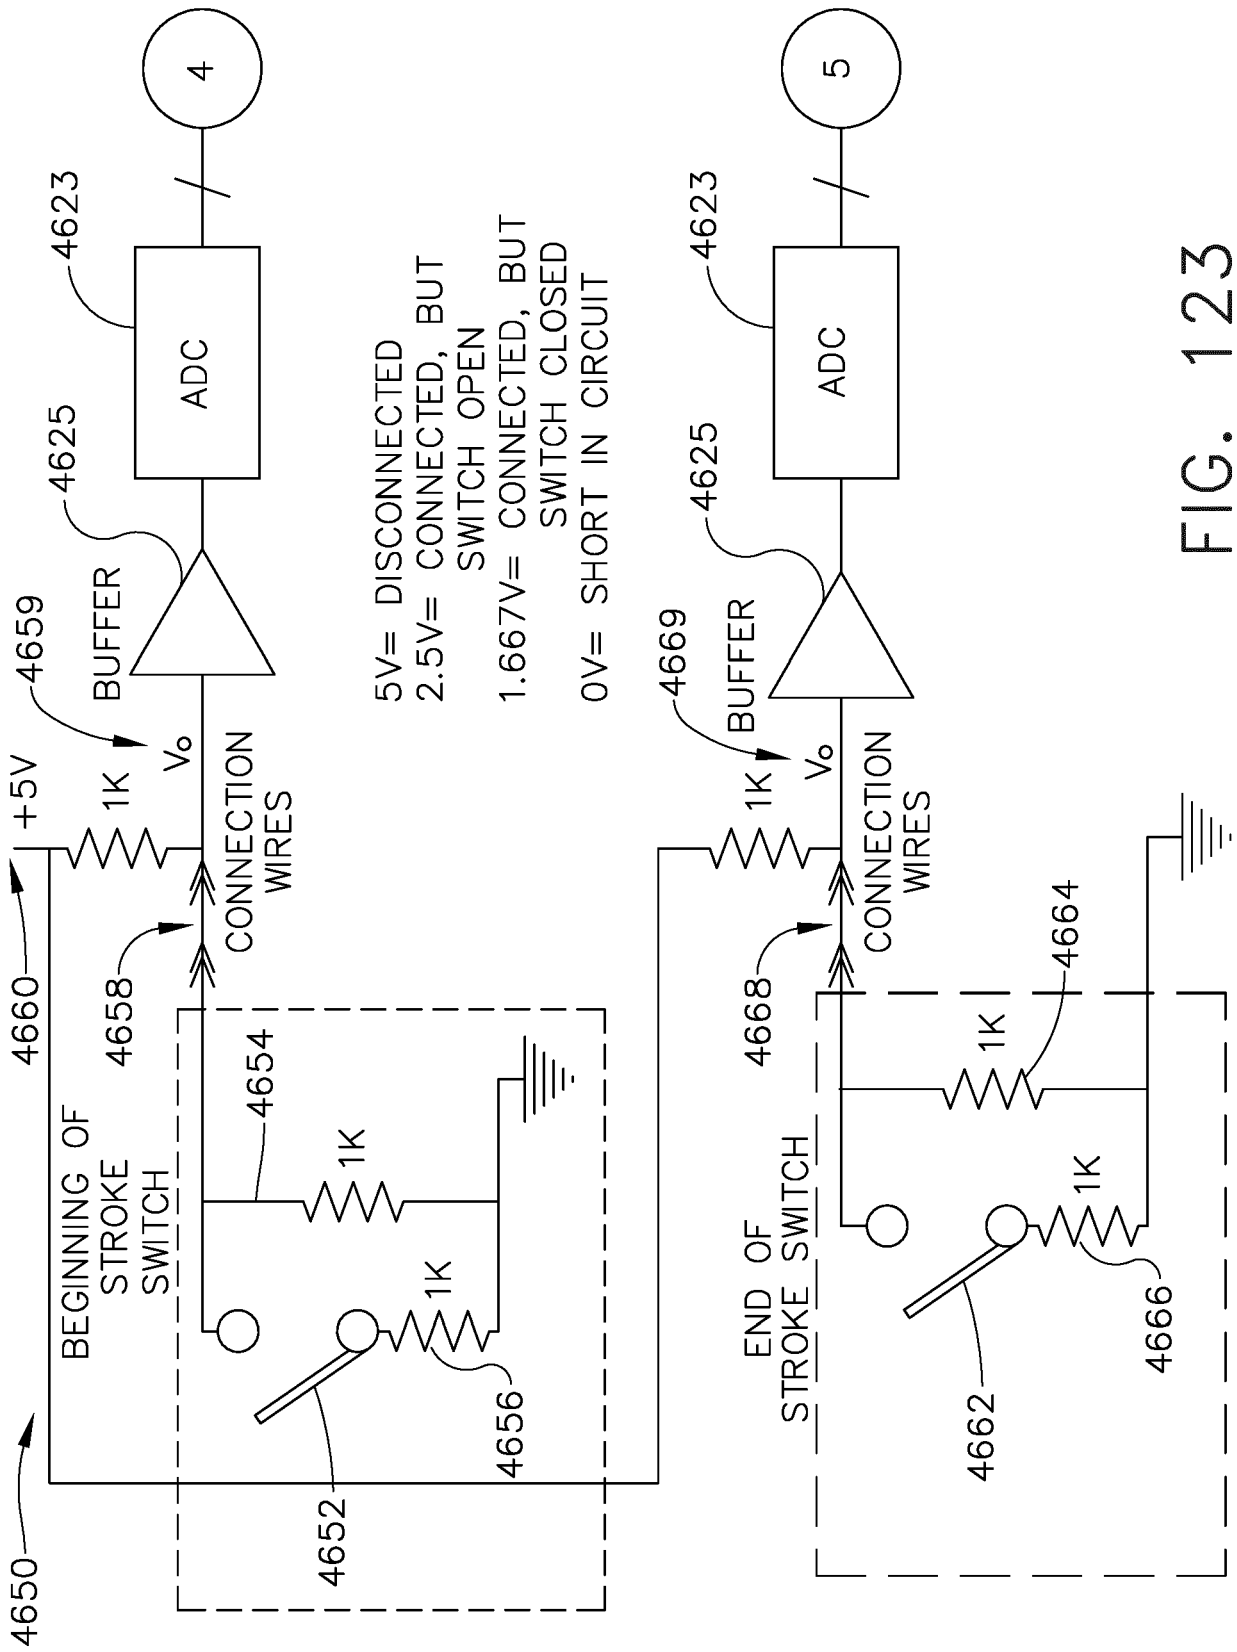 4650
4660
+5V
1K
4659
Vo
BUFFER
4625
4623
ADC
4
BEGINNING OF
STROKE
SWITCH
4658
CONNECTION
WIRES
4654
1K
1K
4656
4652
5V= DISCONNECTED
2.5V= CONNECTED, BUT
SWITCH OPEN
1.667V= CONNECTED, BUT
SWITCH CLOSED
0V= SHORT IN CIRCUIT
1K
4669
Vo
BUFFER
4625
4623
ADC
5
END OF
STROKE SWITCH
4668
CONNECTION
WIRES
4664
1K
1K
4666
4662
FIG. 123